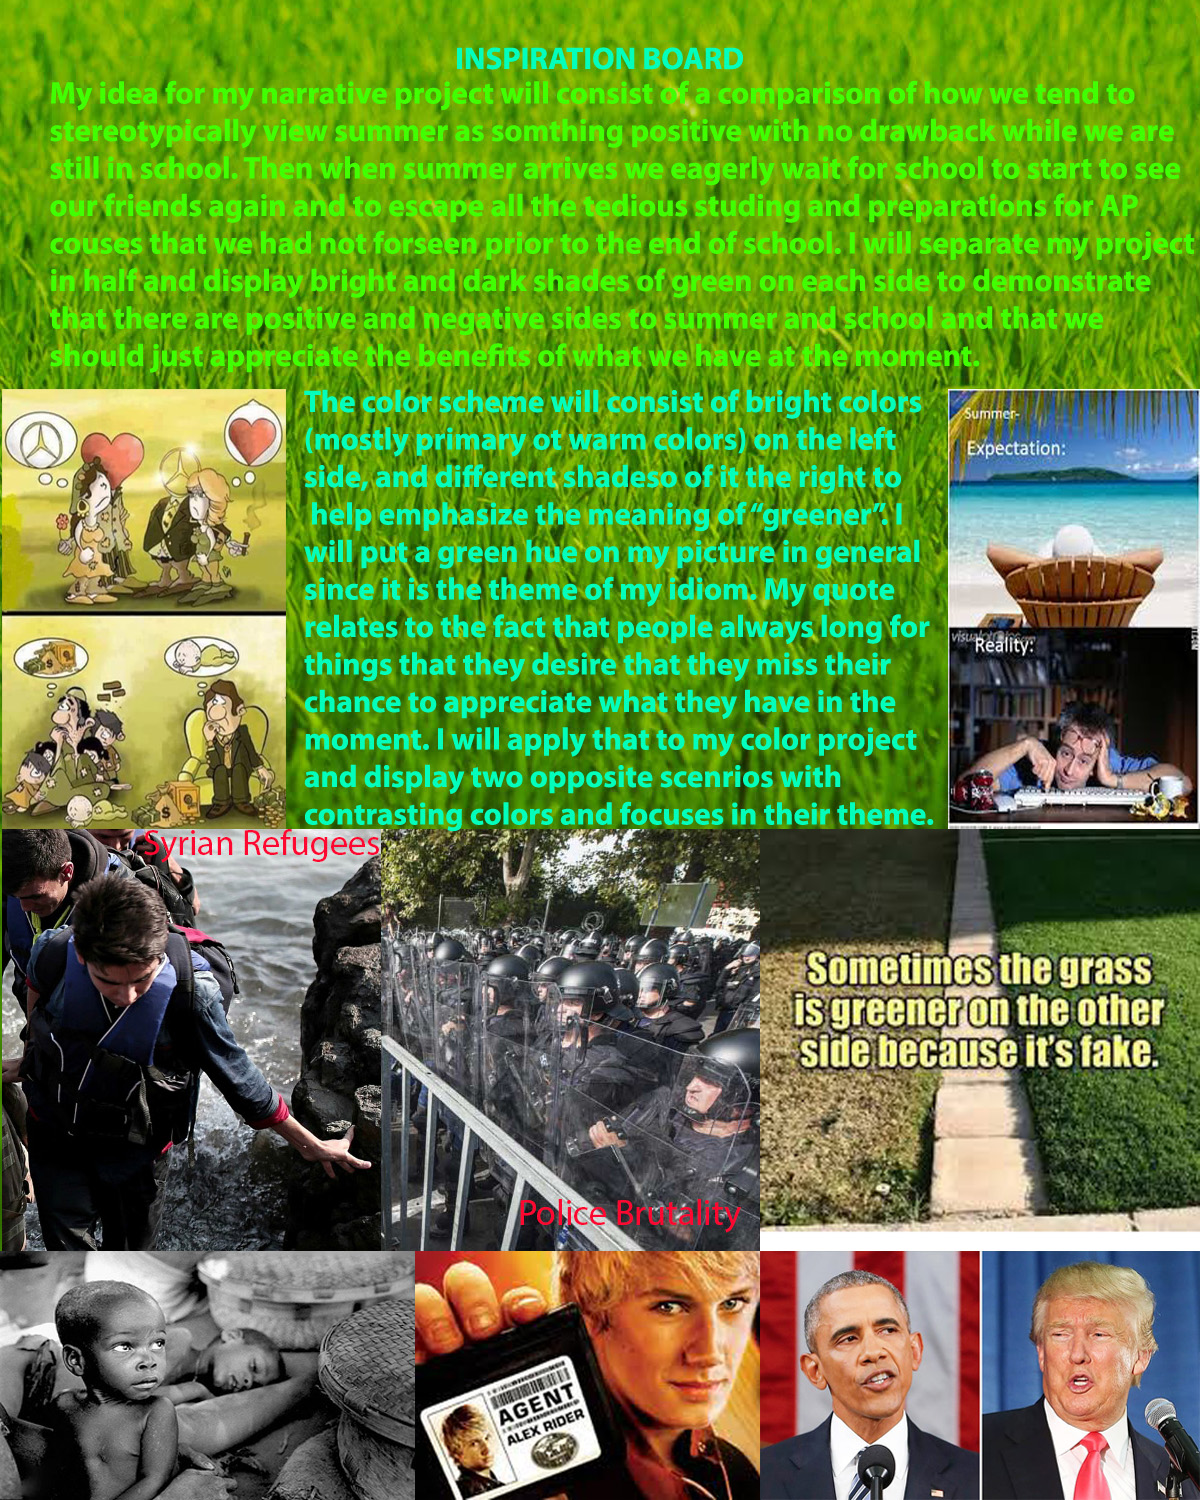 INSPIRATION BOARD
My idea for my narrative project will consist of a comparison of how we tend to
stereotypically view summer as somthing positive with no drawback while we are
still in school. Then when summer arrives we eagerly wait for school to start to see
our friends again and to escape all the tedious studing and preparations for AP
couses that we had not forseen prior to the end of school. I will separate my project
in half and display bright and dark shades of green on each side to demonstrate
that there are positive and negative sides to summer and school and that we
should just appreciate the benefits of what we have at the moment.
The color scheme will consist of bright colors
(mostly primary ot warm colors) on the left
side, and different shadeso of it the right to
help emphasize the meaning of “greener”. I
will put a green hue on my picture in general
since it is the theme of my idiom. My quote
relates to the fact that people always long for
things that they desire that they miss their
chance to appreciate what they have in the
moment. I will apply that to my color project
and display two opposite scenrios with
contrasting colors and focuses in their theme.
Summer-
Expectation:
Reality:
Syrian Refugees
Police Brutality
Sometimes the grass
is greener on the other
side because it's fake.
AGENT
ALEX RIDER